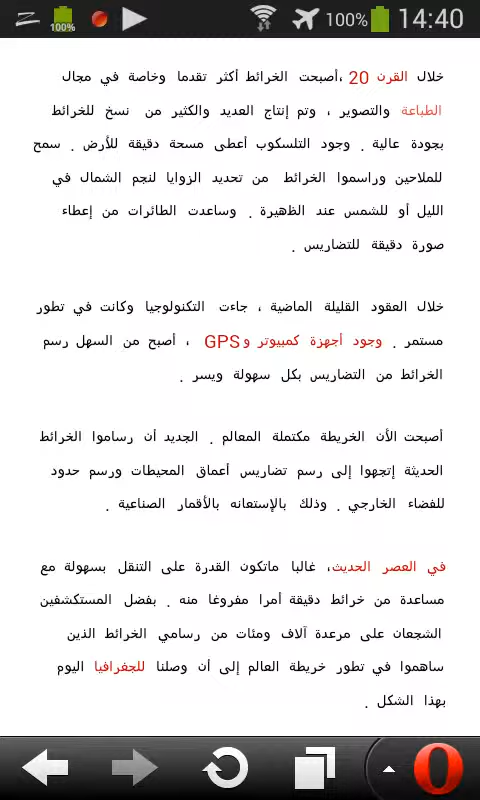 100%
100%
14:40
خلال القرن 20 ،أصبحت الخرائط أكثر تقدما وخاصة في مجال
الطباعة والتصوير ، وتم إنتاج العديد والكثير من نسخ للخرائط
بجودة عالية . وجود التلسكوب أعطى مسحة دقيقة للأرض . سمح
للملاحين وراسموا الخرائط من تحديد الزوايا لنجم الشمال في
الليل أو للشمس عند الظهيرة . وساعدت الطائرات من إعطاء
صورة دقيقة للتضاريس .
خلال العقود القليلة الماضية ، جاءت التكنولوجيا وكانت في تطور
مستمر . وجود أجهزة كمبيوتر و GPS ، أصبح من السهل رسم
الخرائط من التضاريس بكل سهولة ويسر .
أصبحت الأن الخريطة مكتملة المعالم . الجديد أن رساموا الخرائط
الحديثة إتجهوا إلى رسم تضاريس أعماق المحيطات ورسم حدود
للفضاء الخارجي . وذلك بالإستعانه بالأقمار الصناعية .
في العصر الحديث، غالبا ماتكون القدرة على التنقل بسهولة مع
مساعدة من خرائط دقيقة أمرا مفروغا منه . بفضل المستكشفين
الشجعان على مرعدة آلاف ومئات من رسامي الخرائط الذين
ساهموا في تطور خريطة العالم إلى أن وصلنا للجغرافيا اليوم
بهذا الشكل .